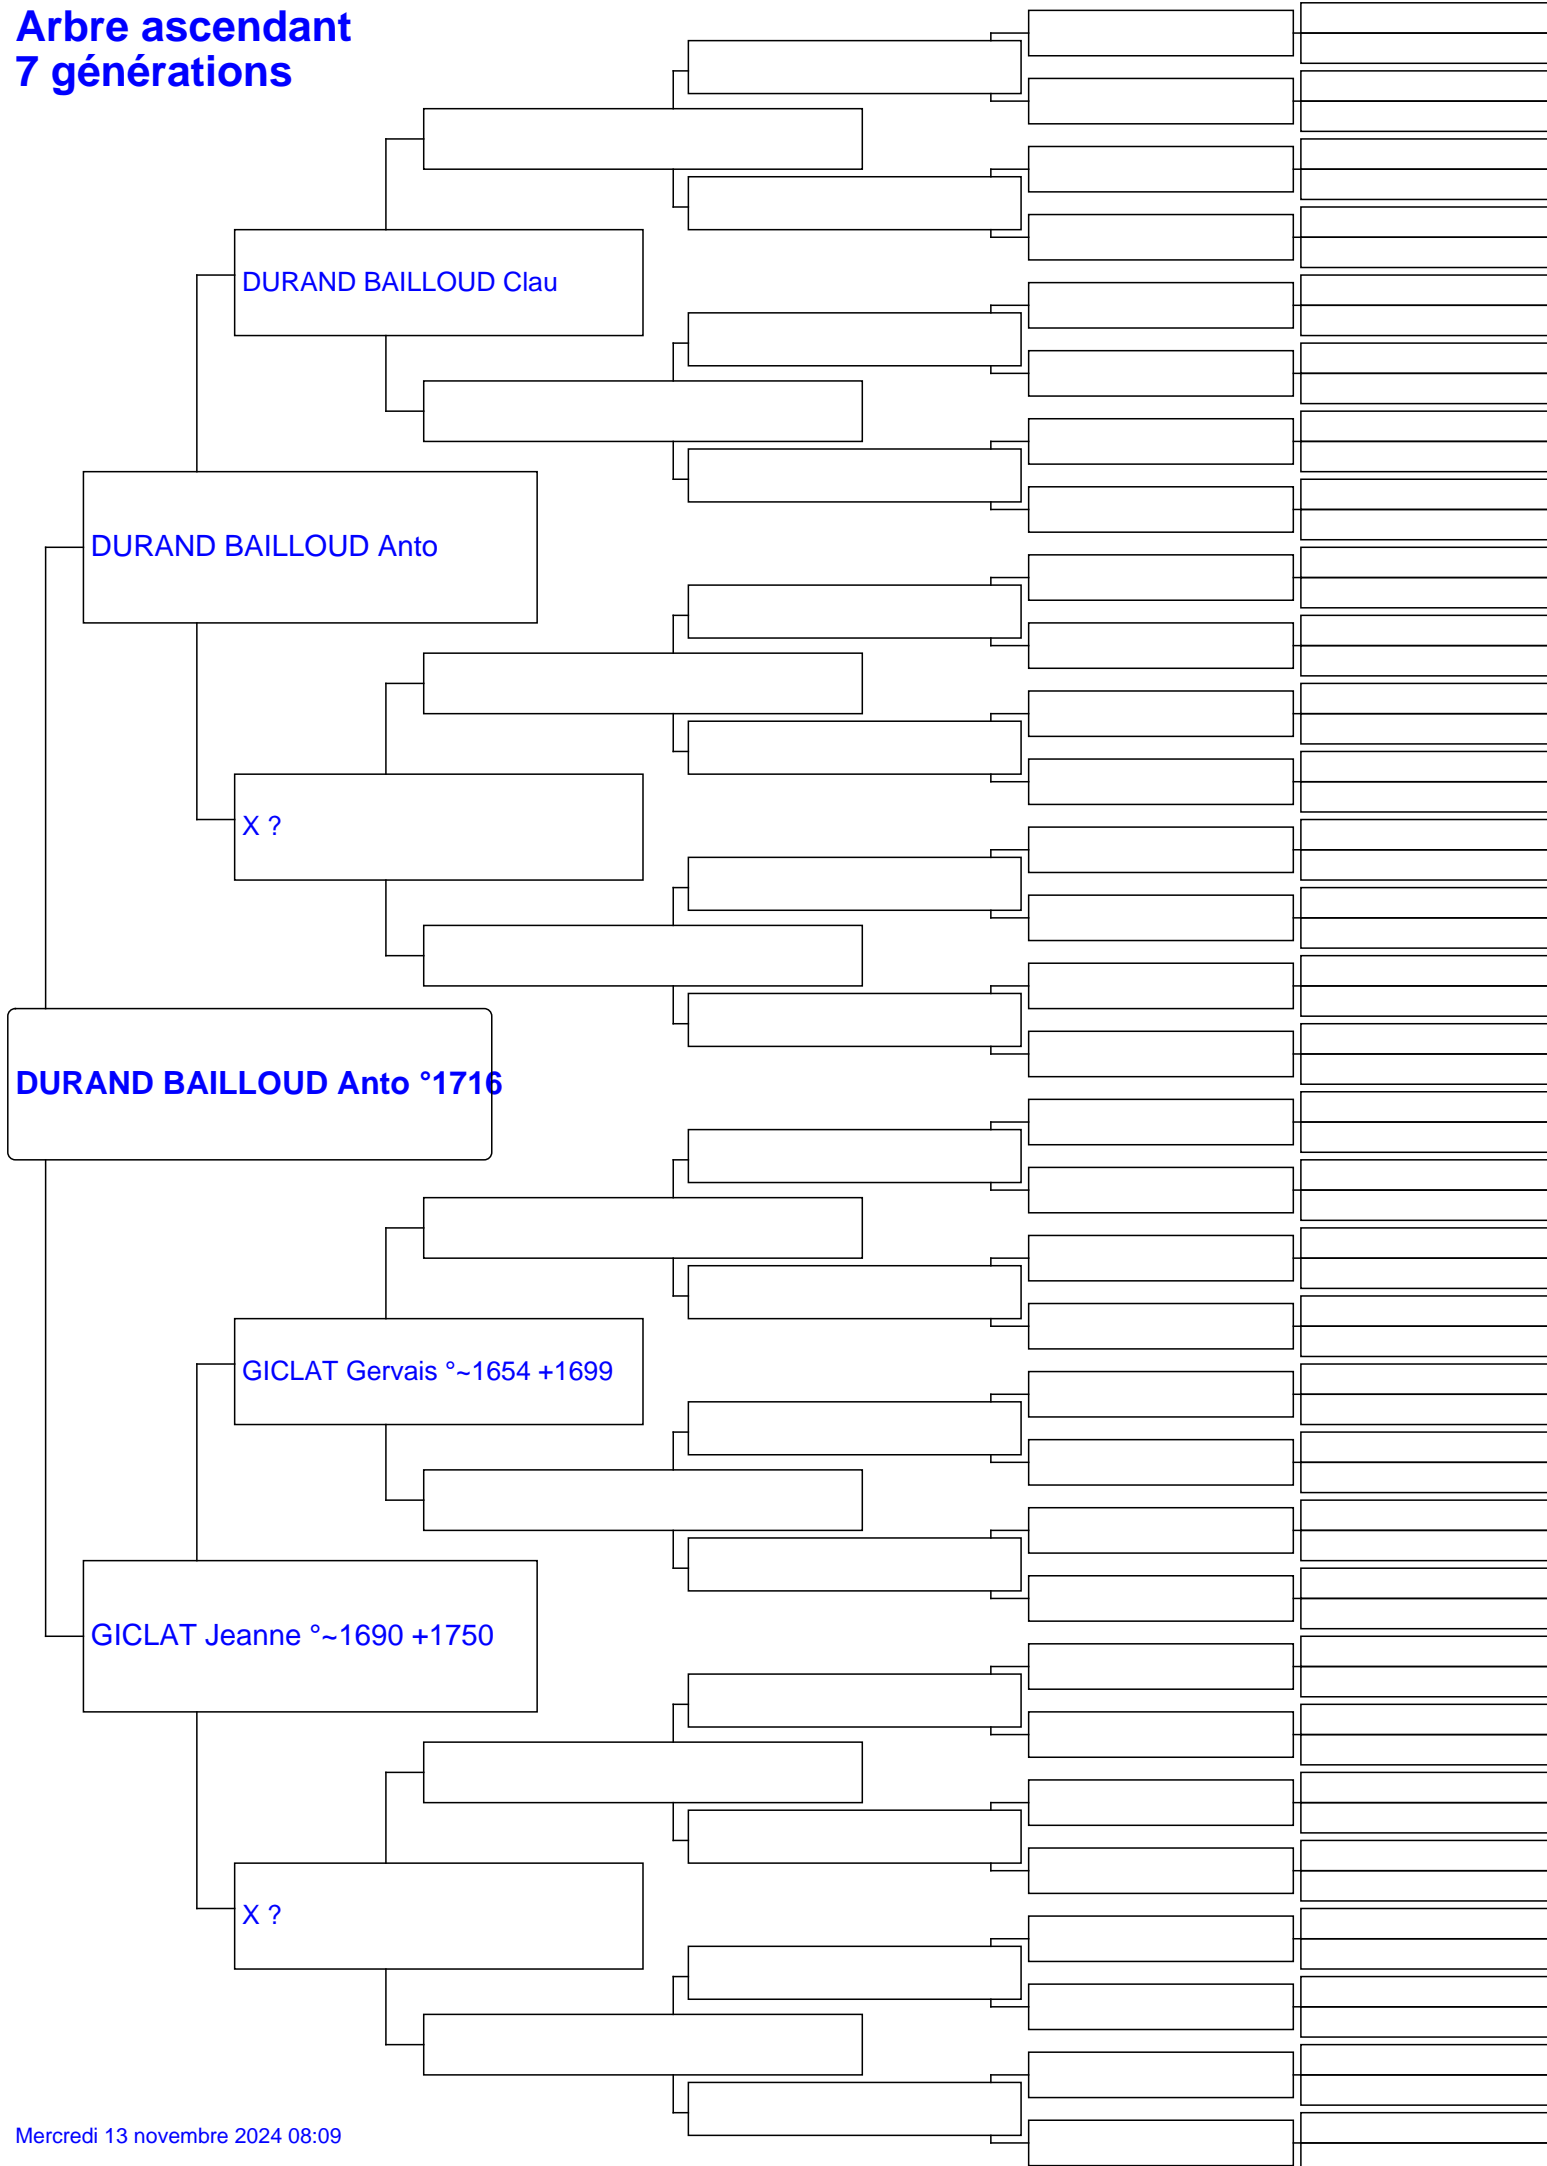 Arbre ascendant
7 générations
DURAND BAILLOUD Clau
DURAND BAILLOUD Anto
X ?
DURAND BAILLOUD Anto °1716
GICLAT Gervais °~1654 +1699
GICLAT Jeanne °~1690 +1750
X ?
Mercredi 13 novembre 2024 08:09